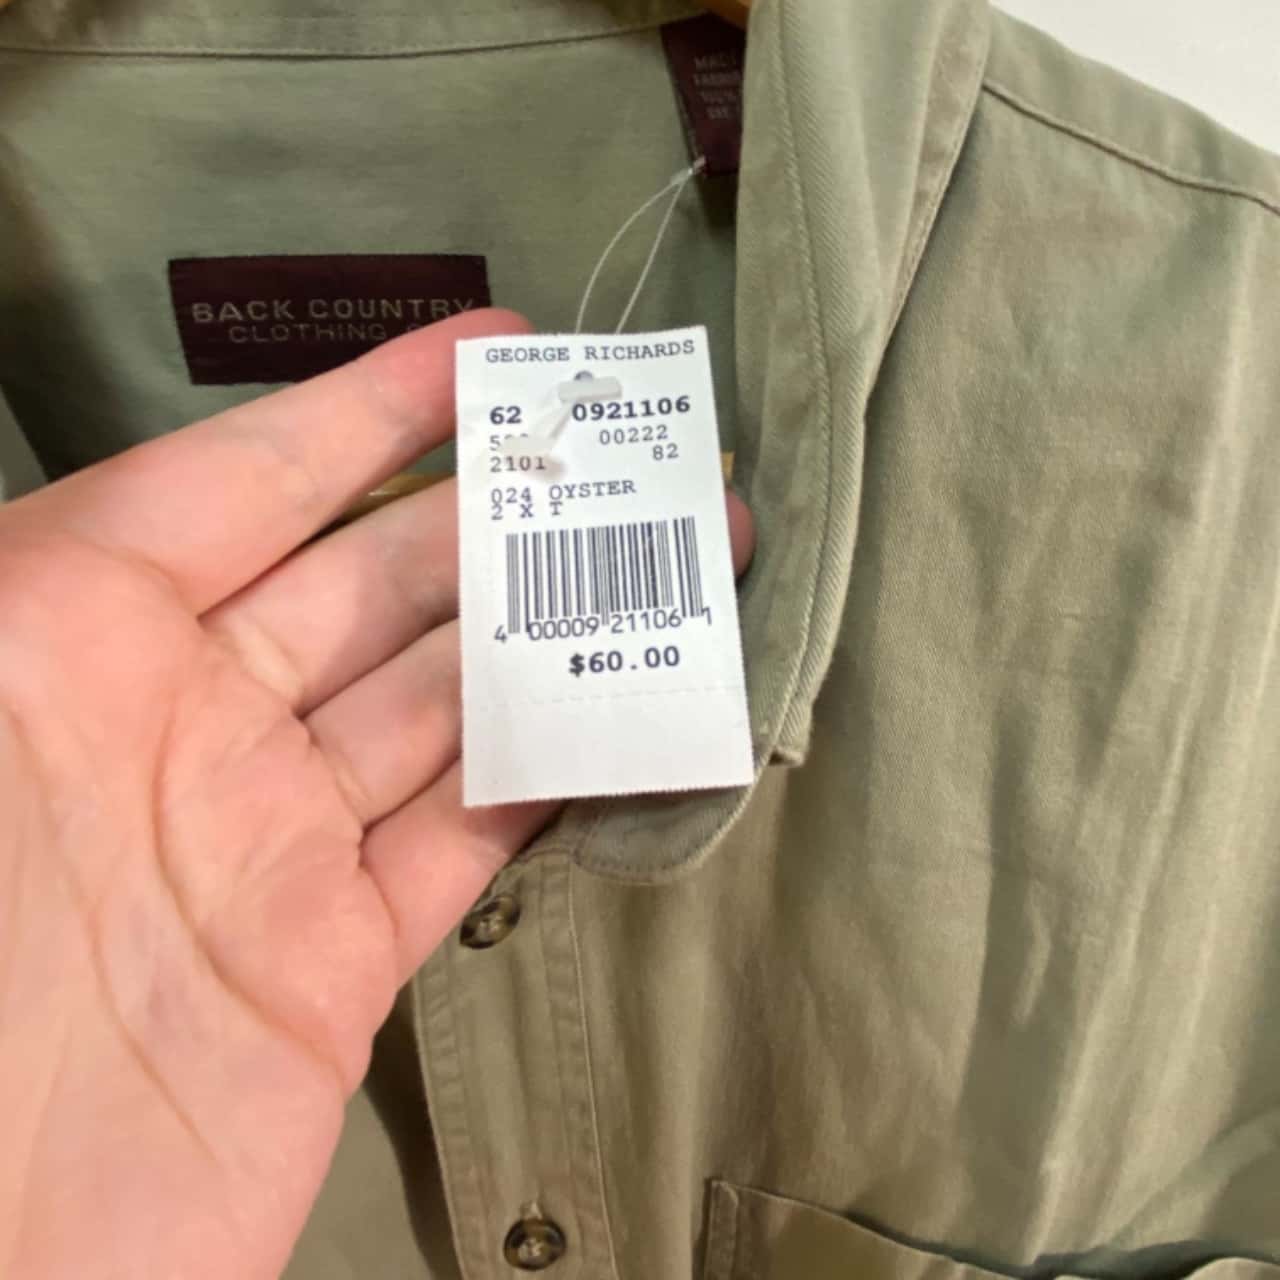 BACK COUNTRY
CLOTHING
GEORGE RICHARDS
62 0921106
00222
2101 82
024 OYSTER
2 X T
4 00009 21106 1
$60.00